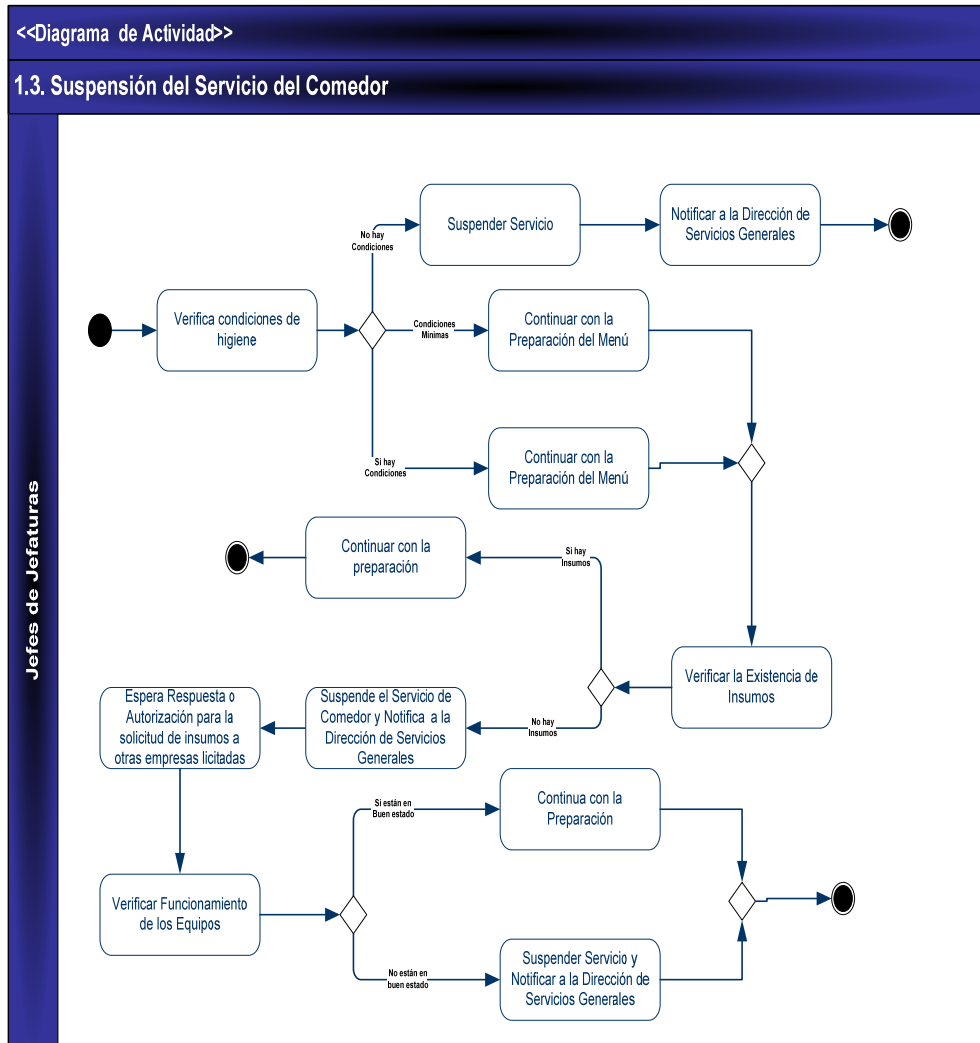 <<Diagrama de Actividad>>
1.3. Suspensión del Servicio del Comedor
Jefes de Jefaturas
Verifica condiciones de
higiene
No hay
Condiciones
Suspender Servicio
Notificar a la Dirección de
Servicios Generales
Condiciones
Minimas
Continuar con la
Preparación del Menú
Si hay
Condiciones
Continuar con la
Preparación del Menú
Continuar con la
preparación
Si hay
Insumos
Verificar la Existencia de
Insumos
No hay
Insumos
Suspende el Servicio de
Comedor y Notifica a la
Dirección de Servicios
Generales
Espera Respuesta o
Autorización para la
solicitud de insumos a
otras empresas licitadas
Verificar Funcionamiento
de los Equipos
Si están en
Buen estado
Continua con la
Preparación
No están en
buen estado
Suspender Servicio y
Notificar a la Dirección de
Servicios Generales